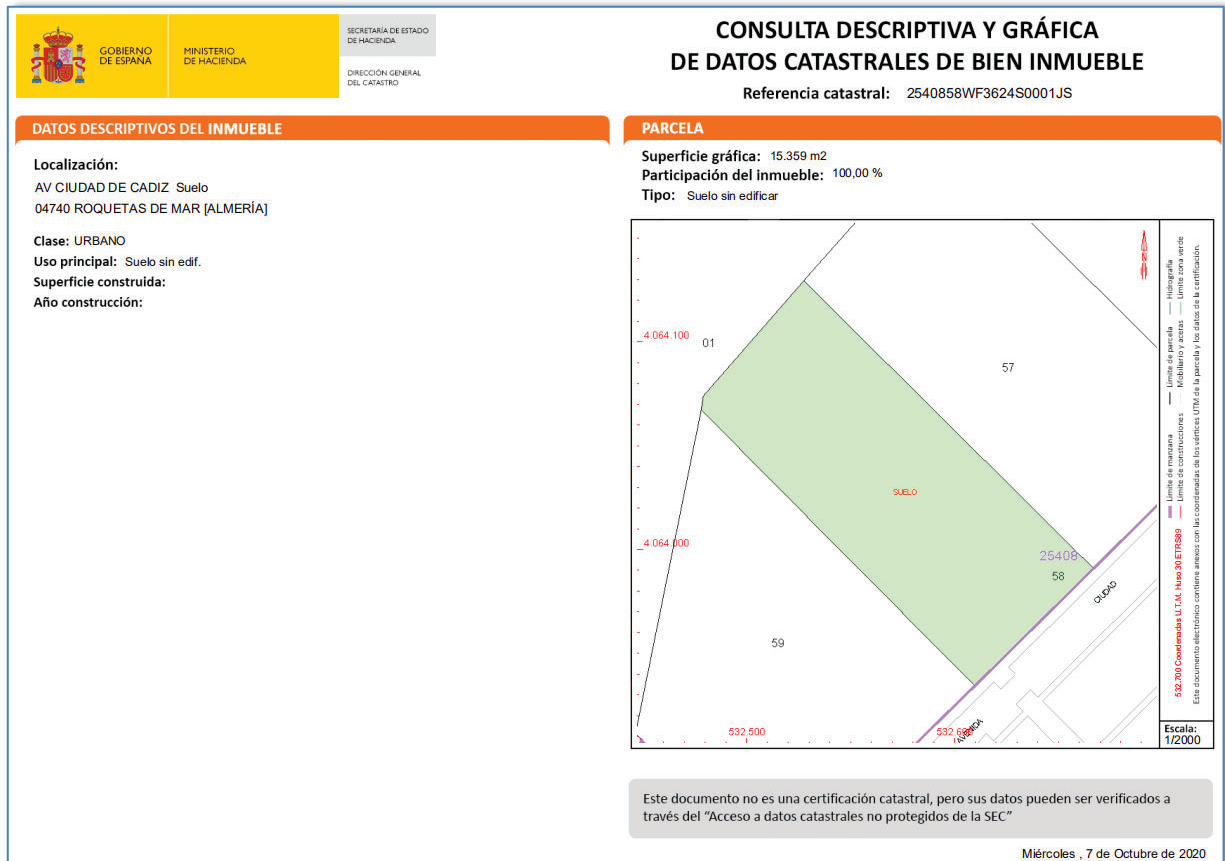 GOBIERNO
DE ESPAÑA
MINISTERIO
DE HACIENDA
SECRETARÍA DE ESTADO
DE HACIENDA
DIRECCIÓN GENERAL
DEL CATASTRO
CONSULTA DESCRIPTIVA Y GRÁFICA
DE DATOS CATASTRALES DE BIEN INMUEBLE
Referencia catastral: 2540858WF3624S0001JS
DATOS DESCRIPTIVOS DEL INMUEBLE
Localización:
AV CIUDAD DE CADIZ Suelo
04740 ROQUETAS DE MAR [ALMERÍA]
Clase: URBANO
Uso principal: Suelo sin edif.
Superficie construida:
Año construcción:
PARCELA
Superficie gráfica: 15.359 m2
Participación del inmueble: 100,00 %
Tipo: Suelo sin edificar
4.064.100
01
57
SUELO
4.064.000
25408
58
CIUDAD
59
AVENIDA
532.500
532.600
532.700 Coordenadas U.T.M. Huso 30 ETRS89
Límite de manzana
Límite de parcela
Hidrografía
Límite de construcciones
Mobiliario y aceras
Límite zona verde
Este documento electrónico contiene anexos con las coordenadas de los vértices UTM de la parcela y los datos de la certificación.
Escala:
1/2000
Este documento no es una certificación catastral, pero sus datos pueden ser verificados a
través del “Acceso a datos catastrales no protegidos de la SEC”
Miércoles , 7 de Octubre de 2020